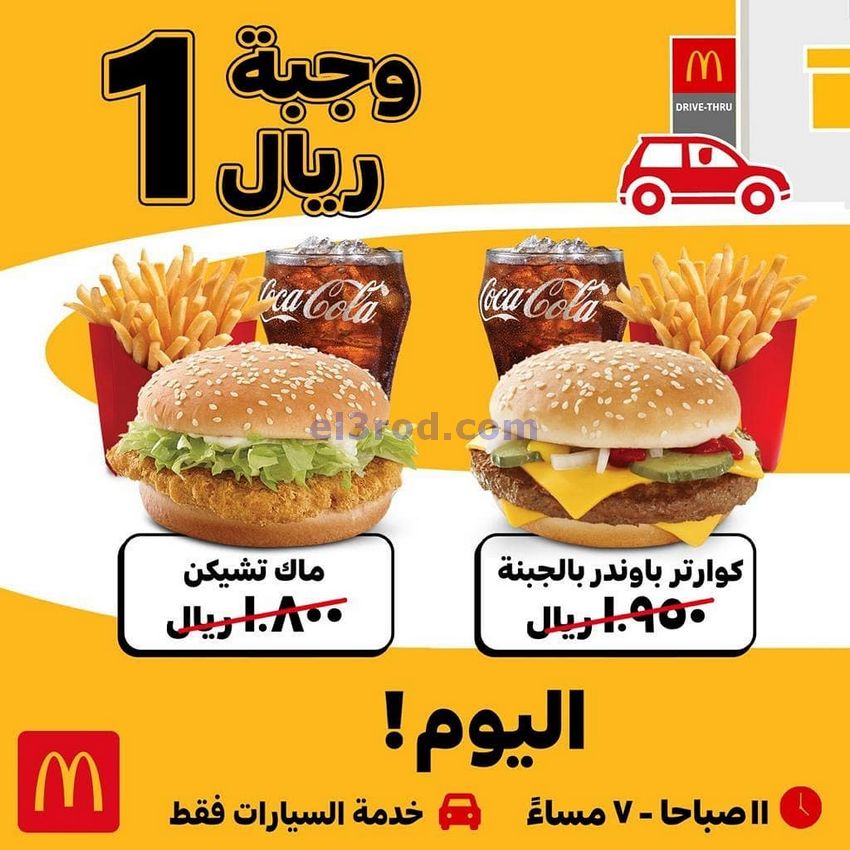 وجبة
1
ريال
DRIVE-THRU
Coca-Cola
Coca-Cola
el3rod.com
كوارتر باوندر بالجبنة
١.٩٥٠ ريال
ماك تشيكن
١.٨٠٠ ريال
اليوم!
١١ صباحا - ٧ مساءً
خدمة السيارات فقط